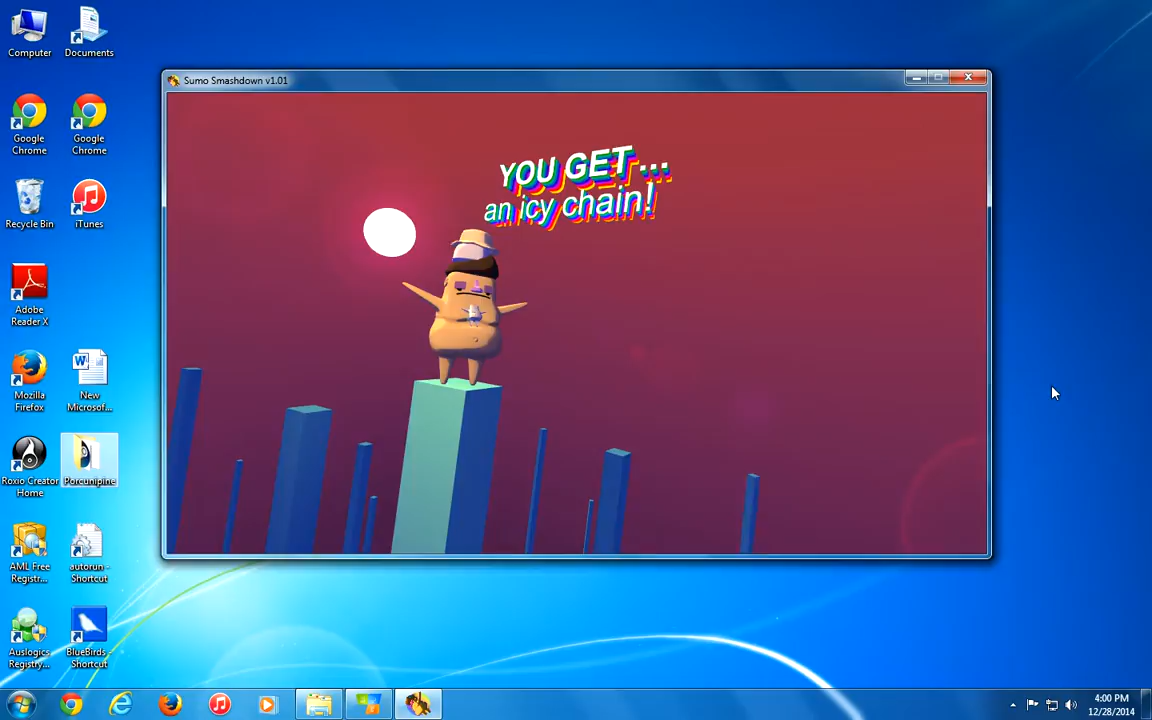 Computer
Documents
Sumo Smashdown v1.01
YOU GET ...
an icy chain!
Google
Chrome
Google
Chrome
Recycle Bin
iTunes
Adobe
Reader X
Mozilla
Firefox
New
Microsof...
Roxio Creator
Home
Porcunipine
AML Free
Registr...
autorun -
Shortcut
Auslogics
Registry...
BlueBirds -
Shortcut
4:00 PM
12/28/2014